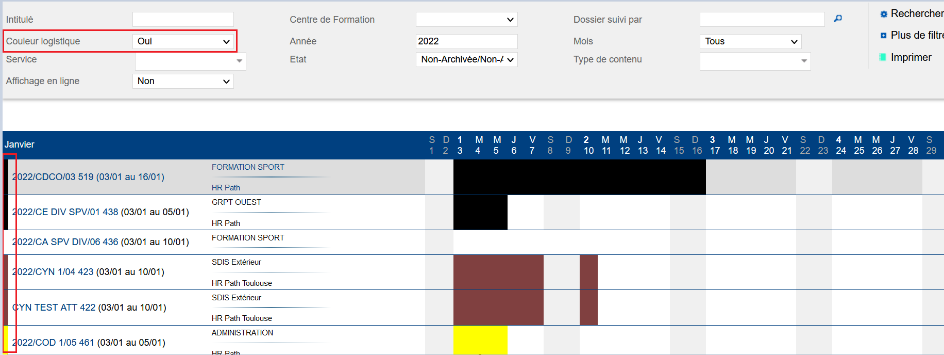 Intitulé Centre de Formation Dossier suivi par Rechercher
Couleur logistique Oui Année 2022 Mois Tous Plus de filtre
Service Etat Non-Archivée/Non-A Type de contenu Imprimer
Affichage en ligne Non
Janvier S D 1 M M J V S D 2 M M J V S D 3 M M J V S D 4 M M J V S
1 2 3 4 5 6 7 8 9 10 11 12 13 14 15 16 17 18 19 20 21 22 23 24 25 26 27 28 29
2022/CDCO/03 519 (03/01 au 16/01) FORMATION SPORT
HR Path
2022/CE DIV SPV/01 438 (03/01 au 05/01) GRPT OUEST
HR Path
2022/CA SPV DIV/06 436 (03/01 au 10/01) FORMATION SPORT
2022/CYN 1/04 423 (03/01 au 10/01) SDIS Extérieur
HR Path Toulouse
CYN TEST ATT 422 (03/01 au 10/01) SDIS Extérieur
HR Path Toulouse
2022/COD 1/05 461 (03/01 au 05/01) ADMINISTRATION
HR Path